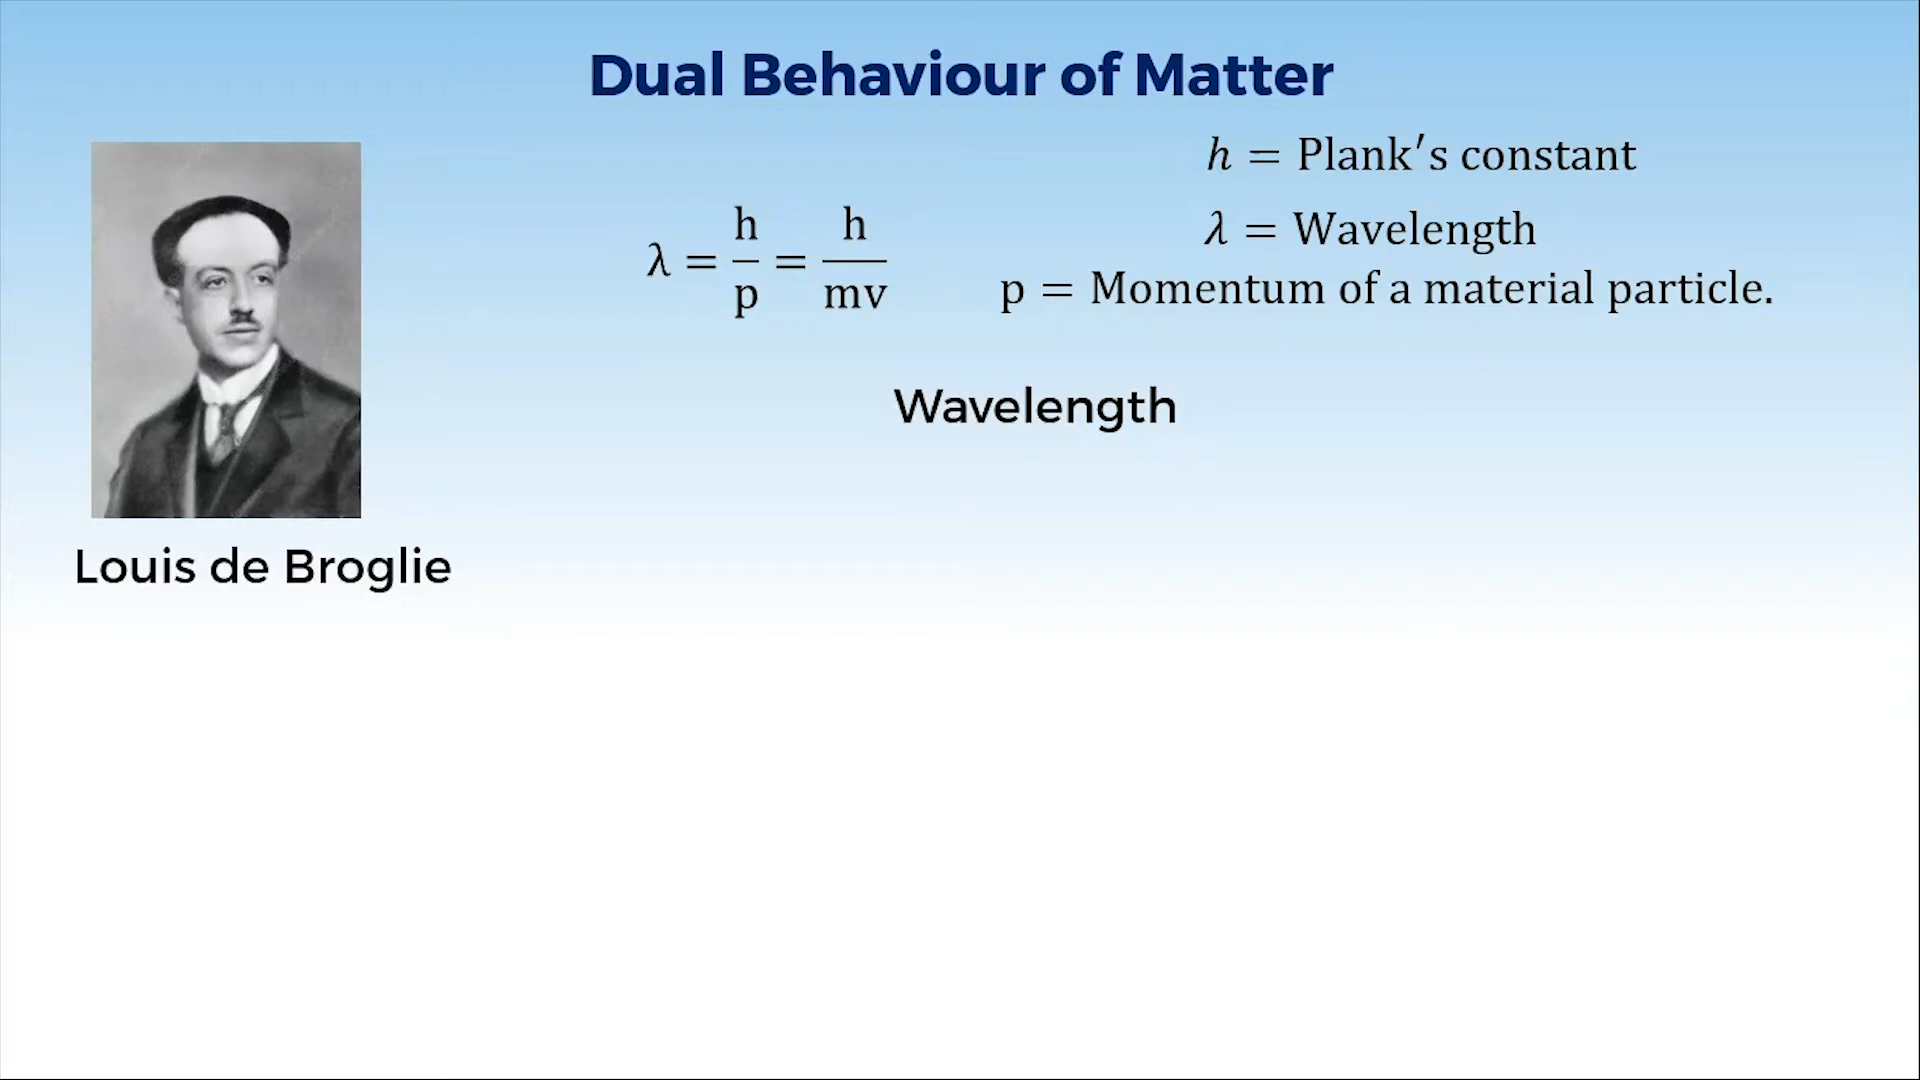 Dual Behaviour of Matter
h = Plank′s constant
λ = h/p = h/mv
λ = Wavelength
p = Momentum of a material particle.
Wavelength
Louis de Broglie